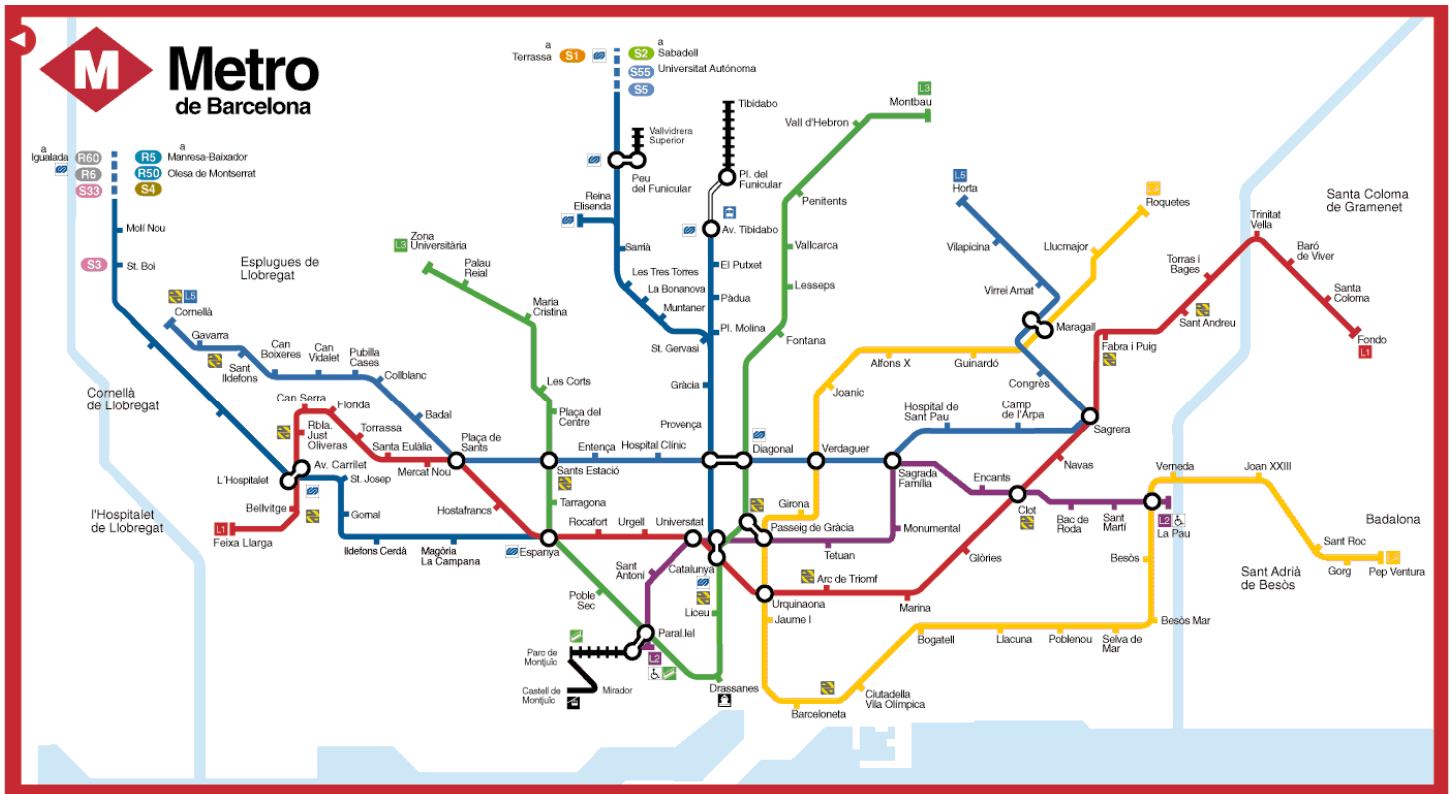 M
Metro
de Barcelona
a
Terrassa
S1
S2
a
Sabadell
S55
Universitat Autónoma
S5
a
Igualada
R60
R6
S33
a
R5
Manresa-Baixador
R50
Olesa de Montserrat
S4
Molí Nou
S3
St. Boi
Esplugues de
Llobregat
L5
Cornellà
Gavarra
Sant
Ildefons
Can
Boixeres
Can
Vidalet
Pubilla
Cases
Collblanc
Badal
Cornellà
de Llobregat
Can Serra
Florida
Rbla.
Just
Oliveras
Torrassa
Santa Eulàlia
Mercat Nou
Plaça de
Sants
Av. Carrilet
L´Hospitalet
St. Josep
Bellvitge
Gornal
Hostafrancs
l'Hospitalet
de Llobregat
L1
Feixa Llarga
Ildefons Cerdà
Magòria
La Campana
Espanya
L3
Zona
Universitària
Palau
Reial
Maria
Cristina
Les Corts
Plaça del
Centre
Sants Estació
Tarragona
Entença
Hospital Clínic
Provença
Diagonal
Vallvidrera
Superior
Peu
del Funicular
Reina
Elisenda
Sarrià
Les Tres Torres
La Bonanova
Muntaner
St. Gervasi
Tibidabo
Pl. del
Funicular
Av. Tibidabo
El Putxet
Pàdua
Pl. Molina
Gràcia
L3
Montbau
Vall d'Hebron
Penitents
Vallcarca
Lesseps
Fontana
L5
Horta
Vilapicina
Virrei Amat
Maragall
Congrès
L4
Roquetes
Llucmajor
Alfons X
Guinardó
Joanic
Verdaguer
Hospital de
Sant Pau
Camp
de l'Arpa
Sagrera
Sagrada
Família
Santa Coloma
de Gramenet
Trinitat
Vella
Baró
de Viver
Santa
Coloma
Fondo
L1
Torras i
Bages
Sant Andreu
Fabra i Puig
Navas
Encants
Clot
Bac de
Roda
Sant
Martí
L2
La Pau
Verneda
Joan XXIII
Badalona
Sant Roc
Gorg
L4
Pep Ventura
Sant Adrià
de Besòs
Besòs
Besòs Mar
Selva de
Mar
Poblenou
Llacuna
Bogatell
Ciutadella
Vila Olímpica
Barceloneta
Rocafort
Urgell
Universitat
Catalunya
Girona
Passeig de Gràcia
Tetuan
Monumental
Glòries
Marina
Arc de Triomf
Urquinaona
Jaume I
Liceu
Sant
Antoni
Poble
Sec
Paral.lel
L2
Drassanes
Parc de
Montjuïc
Castell de
Montjuïc
Mirador